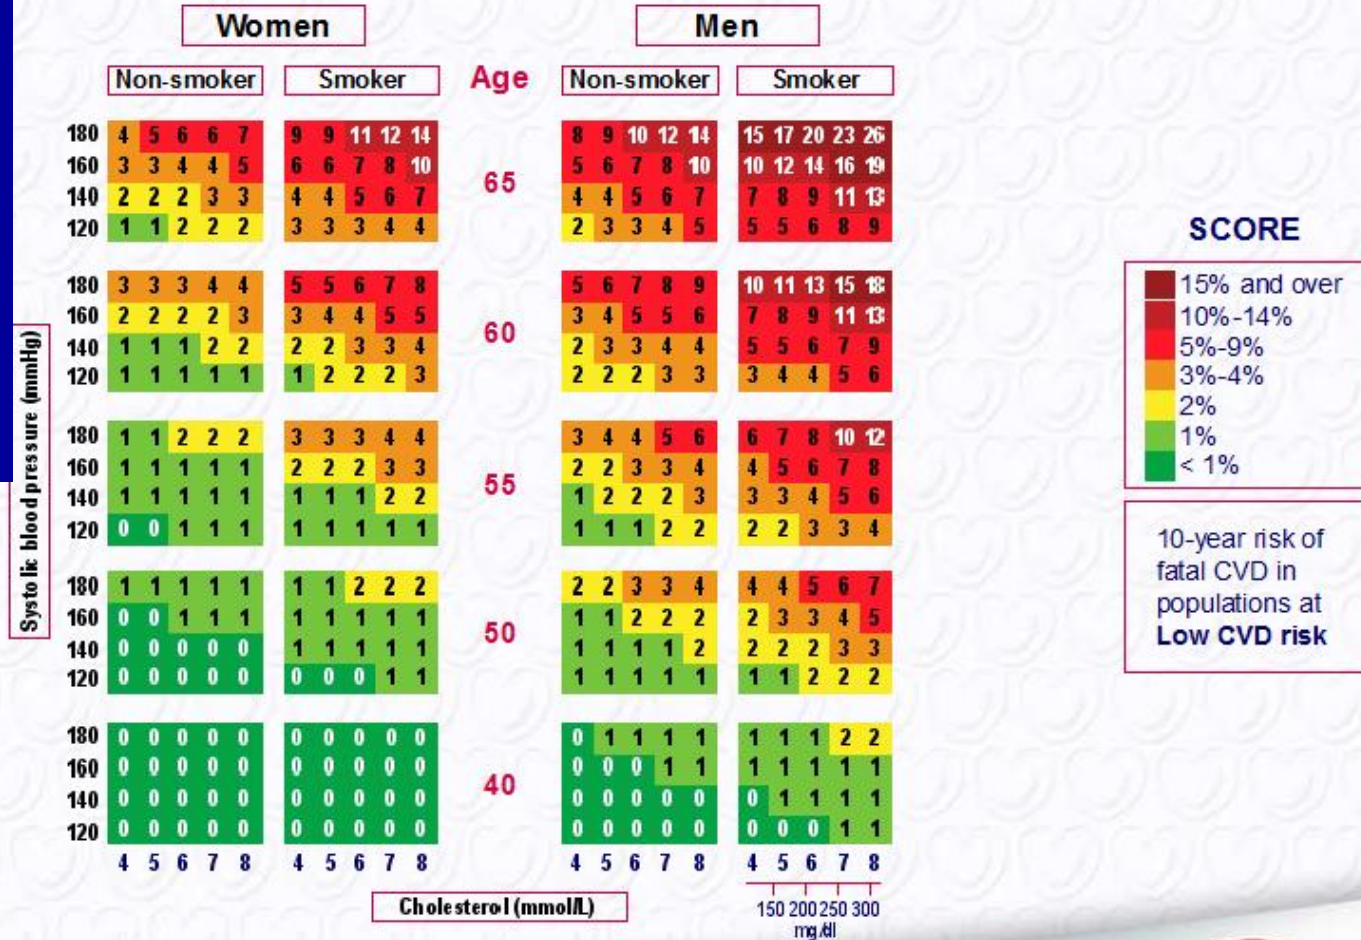 Women Men
Non-smoker Smoker Age Non-smoker Smoker
180 4 5 6 6 7 9 9 11 12 14 8 9 10 12 14 15 17 20 23 26
160 3 3 4 4 5 6 6 7 8 10 5 6 7 8 10 10 12 14 16 19
65
140 2 2 2 3 3 4 4 5 6 7 4 4 5 6 7 7 8 9 11 13
120 1 1 2 2 2 3 3 3 4 4 2 3 3 4 5 5 5 6 8 9
180 3 3 3 4 4 5 5 6 7 8 5 6 7 8 9 10 11 13 15 18
160 2 2 2 2 3 3 4 4 5 5 3 4 5 5 6 7 8 9 11 13
60
140 1 1 1 2 2 2 2 3 3 4 2 3 3 4 4 5 5 6 7 9
120 1 1 1 1 1 1 2 2 2 3 2 2 2 3 3 3 4 4 5 6
180 1 1 2 2 2 3 3 3 4 4 3 4 4 5 6 6 7 8 10 12
160 1 1 1 1 1 2 2 2 3 3 2 2 3 3 4 4 5 6 7 8
55
140 1 1 1 1 1 1 1 1 2 2 1 2 2 2 3 3 3 4 5 6
120 0 0 1 1 1 1 1 1 1 1 1 1 1 2 2 2 2 3 3 4
180 1 1 1 1 1 1 1 2 2 2 2 2 3 3 4 4 4 5 6 7
160 0 0 1 1 1 1 1 1 1 1 1 1 2 2 2 2 3 3 4 5
50
140 0 0 0 0 0 1 1 1 1 1 1 1 1 1 2 2 2 2 3 3
120 0 0 0 0 0 0 0 0 1 1 1 1 1 1 1 1 1 2 2 2
180 0 0 0 0 0 0 0 0 0 0 0 1 1 1 1 1 1 1 2 2
160 0 0 0 0 0 0 0 0 0 0 0 0 0 1 1 1 1 1 1 1
40
140 0 0 0 0 0 0 0 0 0 0 0 0 0 0 0 0 1 1 1 1
120 0 0 0 0 0 0 0 0 0 0 0 0 0 0 0 0 0 0 1 1
4 5 6 7 8 4 5 6 7 8 4 5 6 7 8 4 5 6 7 8
Systolic blood pressure (mmHg)
Cholesterol (mmol/L)
150 200 250 300
mg/dl
SCORE
15% and over
10%-14%
5%-9%
3%-4%
2%
1%
< 1%
10-year risk of
fatal CVD in
populations at
Low CVD risk